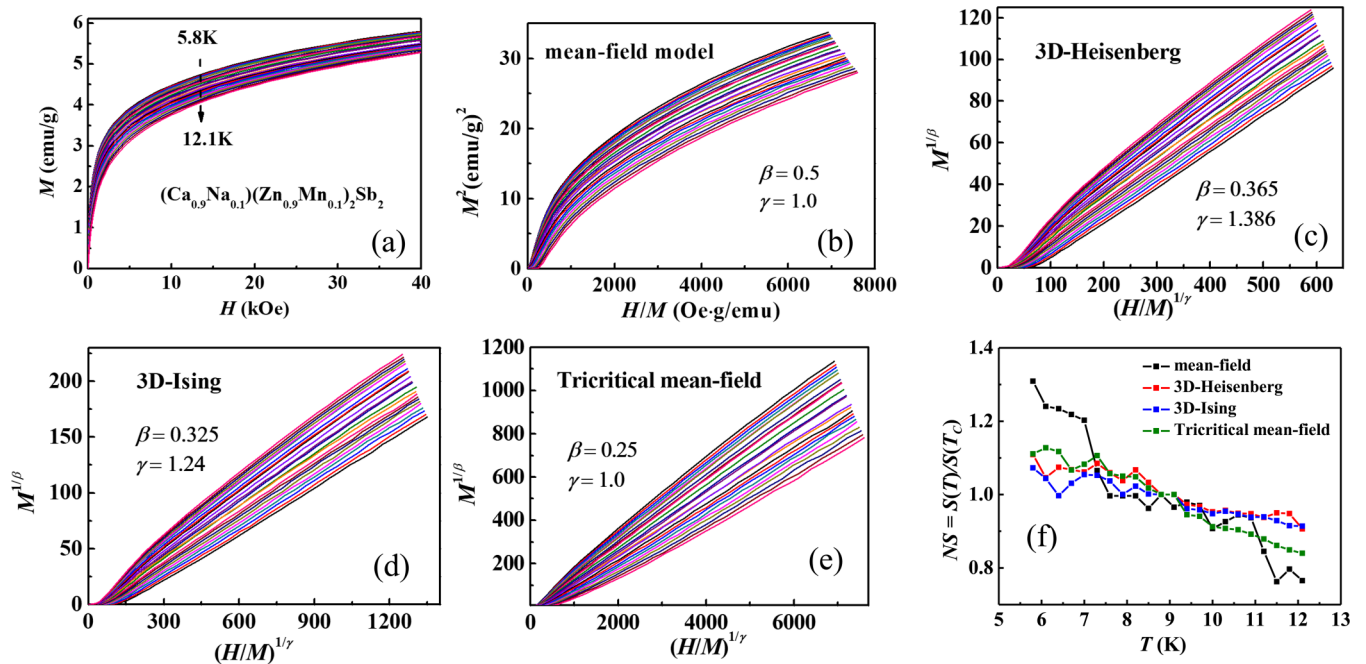 6
5
4
3
2
1
0
M (emu/g)
5.8K
12.1K
(Ca0.9Na0.1)(Zn0.9Mn0.1)2Sb2
(a)
0 10 20 30 40
H (kOe)
30
20
10
0
M2(emu/g)2
mean-field model
β = 0.5
γ = 1.0
(b)
0 2000 4000 6000 8000
H/M (Oe·g/emu)
120
100
80
60
40
20
0
M1/β
3D-Heisenberg
β = 0.365
γ = 1.386
(c)
0 100 200 300 400 500 600
(H/M)1/γ
200
150
100
50
0
M1/β
3D-Ising
β = 0.325
γ = 1.24
(d)
0 300 600 900 1200
(H/M)1/γ
1200
1000
800
600
400
200
M1/β
Tricritical mean-field
β = 0.25
γ = 1.0
(e)
0 2000 4000 6000
(H/M)1/γ
1.4
1.2
1.0
0.8
NS = S(T)/S(TC)
mean-field
3D-Heisenberg
3D-Ising
Tricritical mean-field
(f)
5 6 7 8 9 10 11 12 13
T (K)